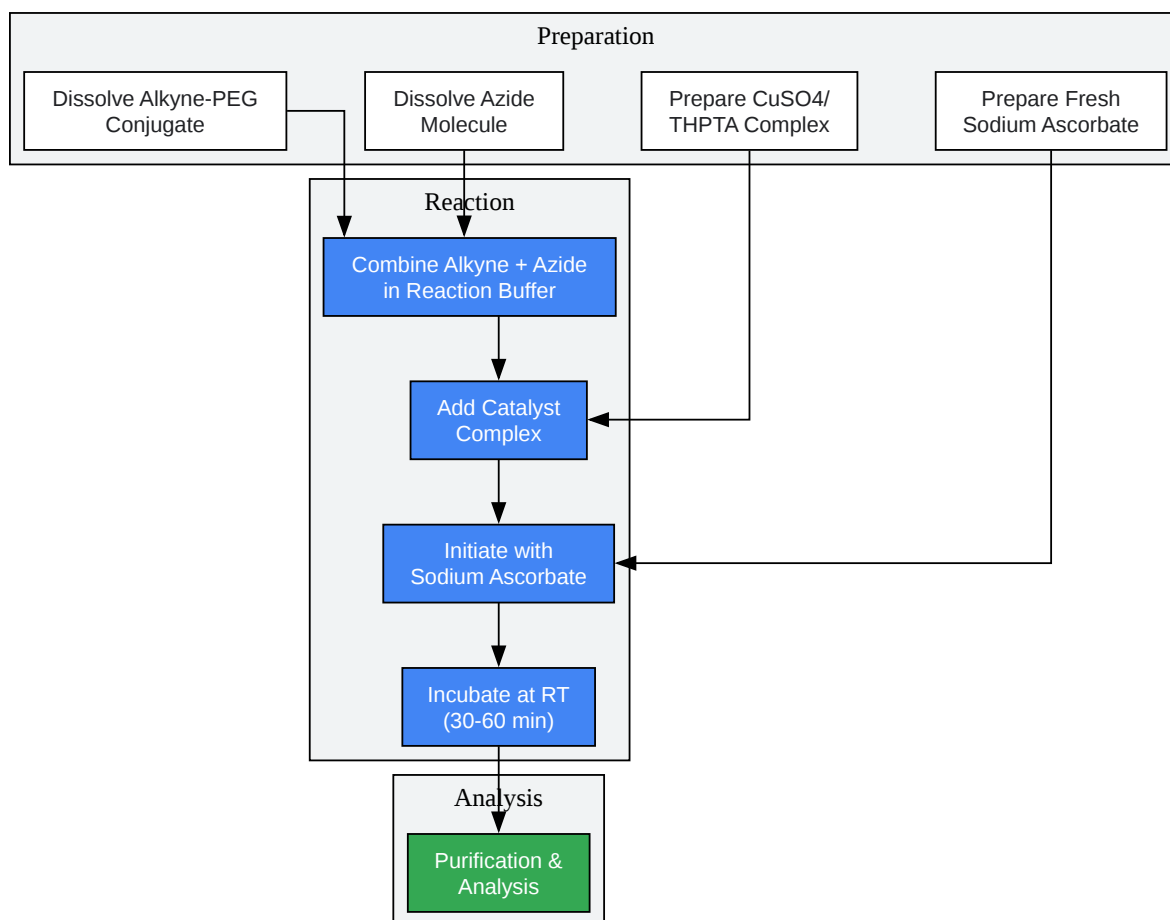 Preparation
Dissolve Alkyne-PEG
Conjugate
Dissolve Azide
Molecule
Prepare CuSO4/
THPTA Complex
Prepare Fresh
Sodium Ascorbate
Reaction
Combine Alkyne + Azide
in Reaction Buffer
Add Catalyst
Complex
Initiate with
Sodium Ascorbate
Incubate at RT
(30-60 min)
Analysis
Purification &
Analysis